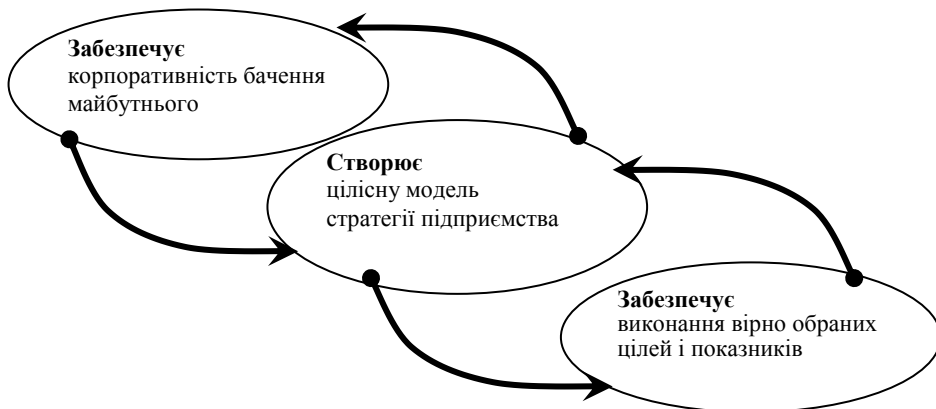 Забезпечує
корпоративність бачення
майбутнього
Створює
цілісну модель
стратегії підприємства
Забезпечує
виконання вірно обраних
цілей і показників